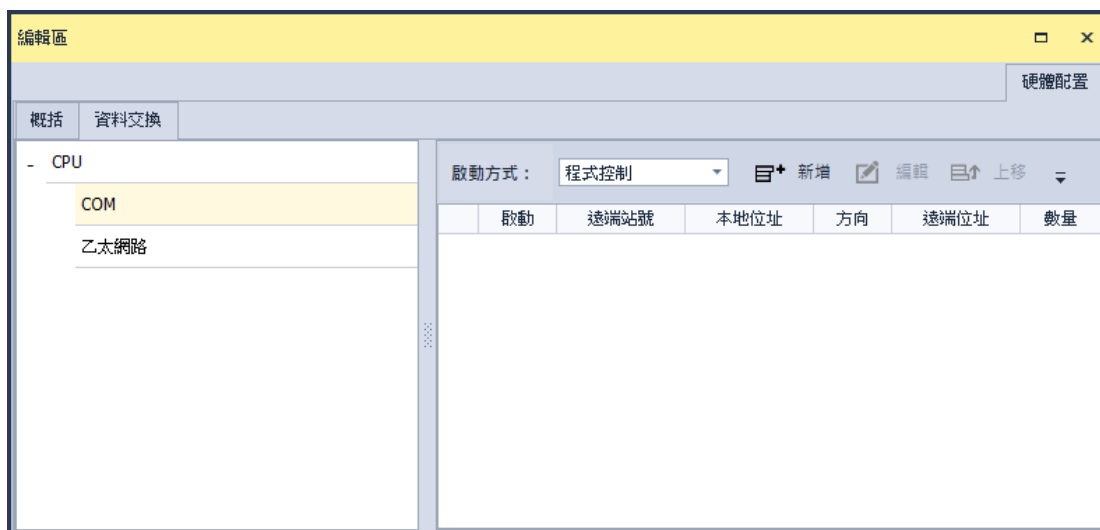 編輯區
硬體配置
概括 資料交換
- CPU
COM
乙太網路
啟動方式： 程式控制 新增 編輯 上移
啟動 遠端站號 本地位址 方向 遠端位址 數量